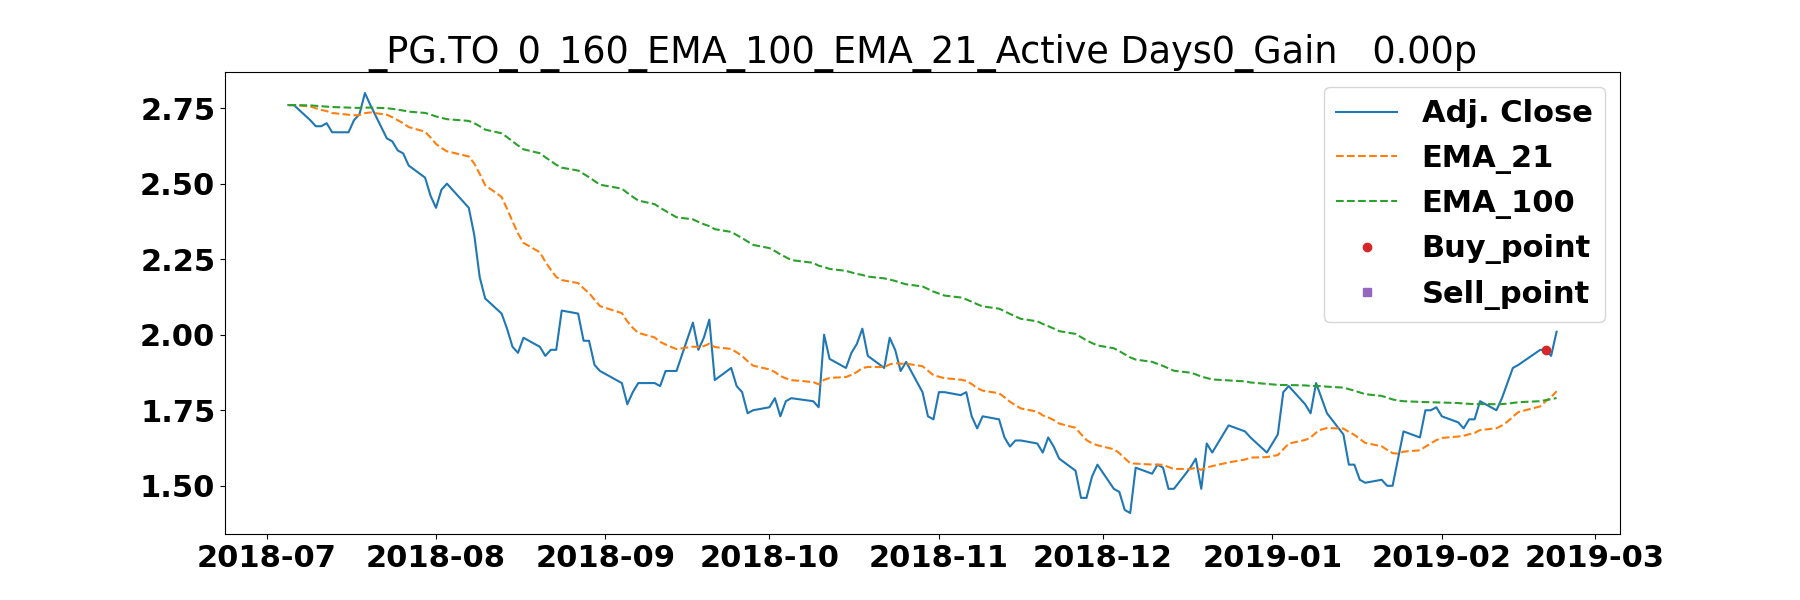 _PG.TO_0_160_EMA_100_EMA_21_Active Days0_Gain   0.00p
2.75
2.50
2.25
2.00
1.75
1.50
Adj. Close
EMA_21
EMA_100
Buy_point
Sell_point
2018-07 2018-08 2018-09 2018-10 2018-11 2018-12 2019-01 2019-02 2019-03